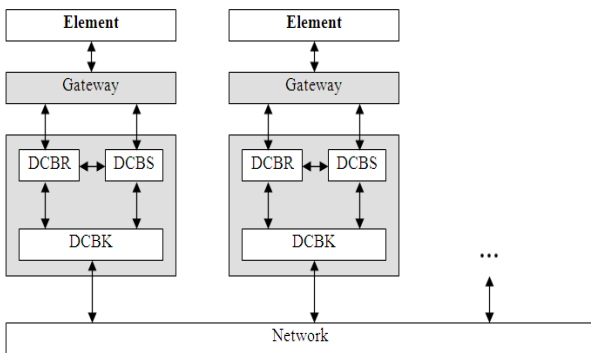 Element Element
Gateway Gateway
DCBR DCBS DCBR DCBS
DCBK DCBK
...
Network